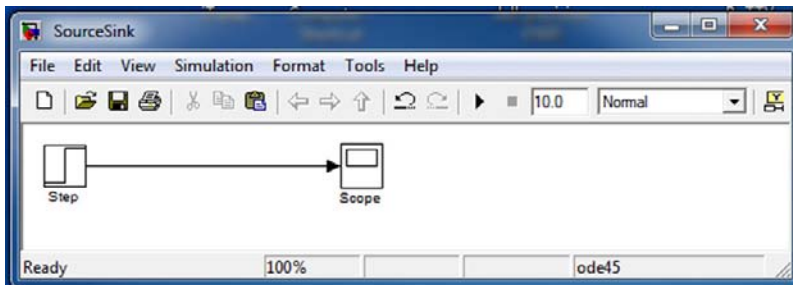 SourceSink
File Edit View Simulation Format Tools Help
10.0 Normal
Step Scope
Ready 100% ode45